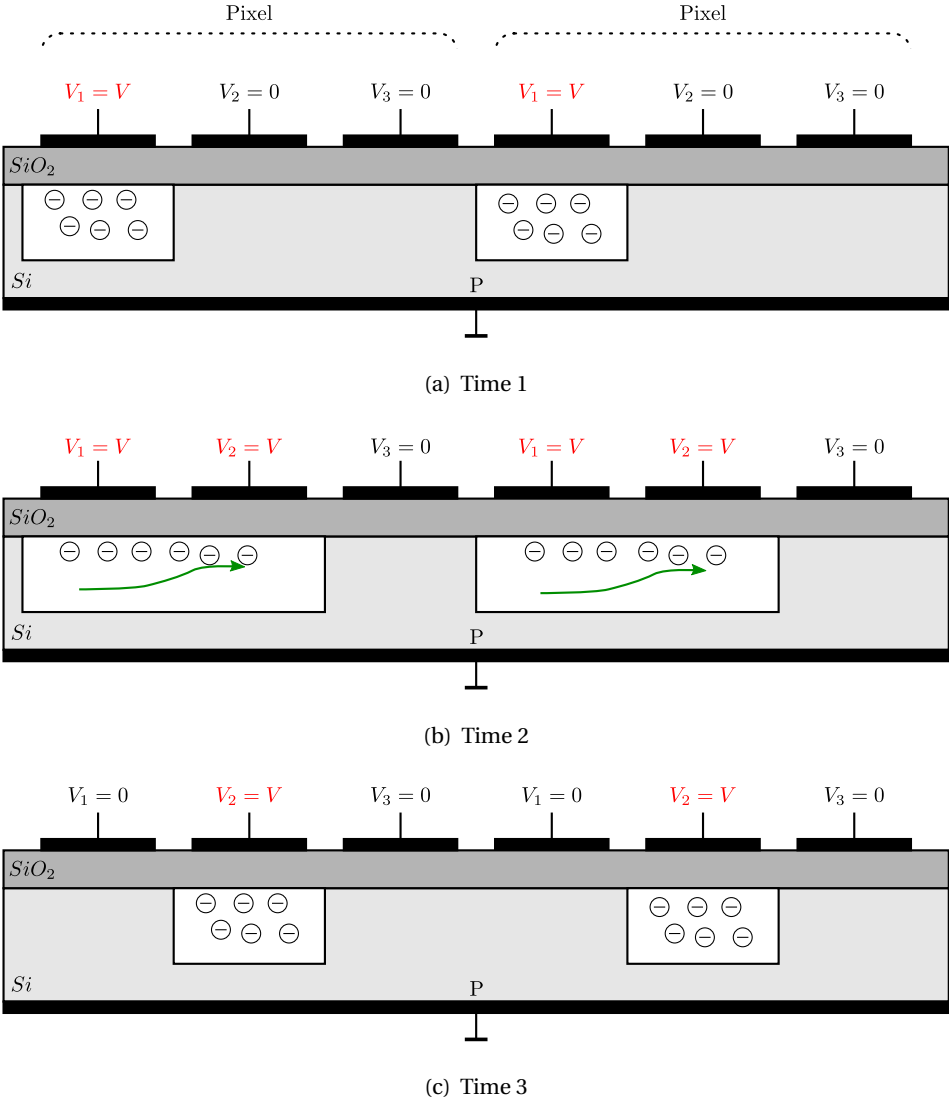 Pixel Pixel
V₁ = V V₂ = 0 V₃ = 0 V₁ = V V₂ = 0 V₃ = 0
SiO₂
Si
P
(a) Time 1
V₁ = V V₂ = V V₃ = 0 V₁ = V V₂ = V V₃ = 0
SiO₂
Si
P
(b) Time 2
V₁ = 0 V₂ = V V₃ = 0 V₁ = 0 V₂ = V V₃ = 0
SiO₂
Si
P
(c) Time 3